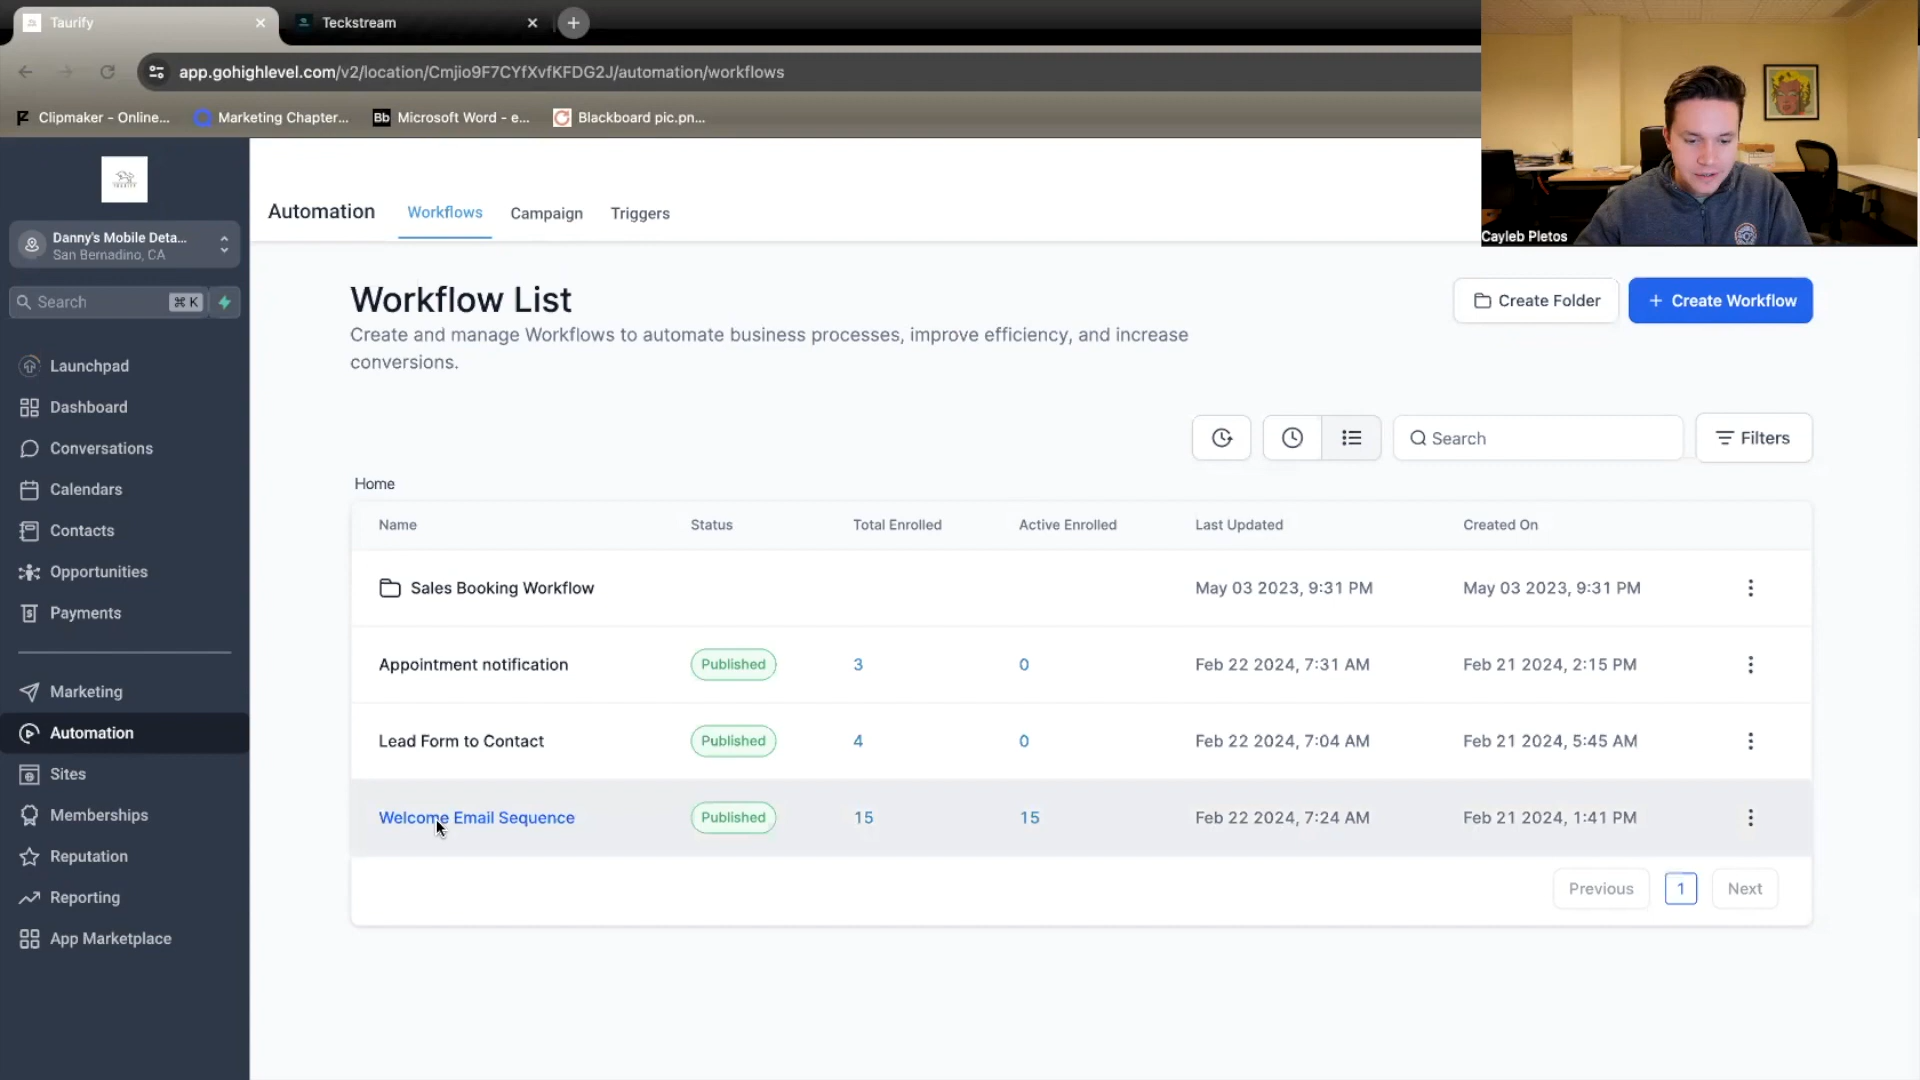 Taurify
Teckstream
app.gohighlevel.com/v2/location/Cmjio9F7CYfXvfKFDG2J/automation/workflows
Clipmaker - Online...
Marketing Chapter...
Bb Microsoft Word - e...
Blackboard pic.pn...
Cayleb Pletos
Danny's Mobile Deta...
San Bernadino, CA
Search ⌘ K
Launchpad
Dashboard
Conversations
Calendars
Contacts
Opportunities
Payments
Marketing
Automation
Sites
Memberships
Reputation
Reporting
App Marketplace
Automation Workflows Campaign Triggers
Workflow List
Create and manage Workflows to automate business processes, improve efficiency, and increase
conversions.
Create Folder
+ Create Workflow
Search
Filters
Home
Name Status Total Enrolled Active Enrolled Last Updated Created On
Sales Booking Workflow May 03 2023, 9:31 PM May 03 2023, 9:31 PM
Appointment notification Published 3 0 Feb 22 2024, 7:31 AM Feb 21 2024, 2:15 PM
Lead Form to Contact Published 4 0 Feb 22 2024, 7:04 AM Feb 21 2024, 5:45 AM
Welcome Email Sequence Published 15 15 Feb 22 2024, 7:24 AM Feb 21 2024, 1:41 PM
Previous 1 Next